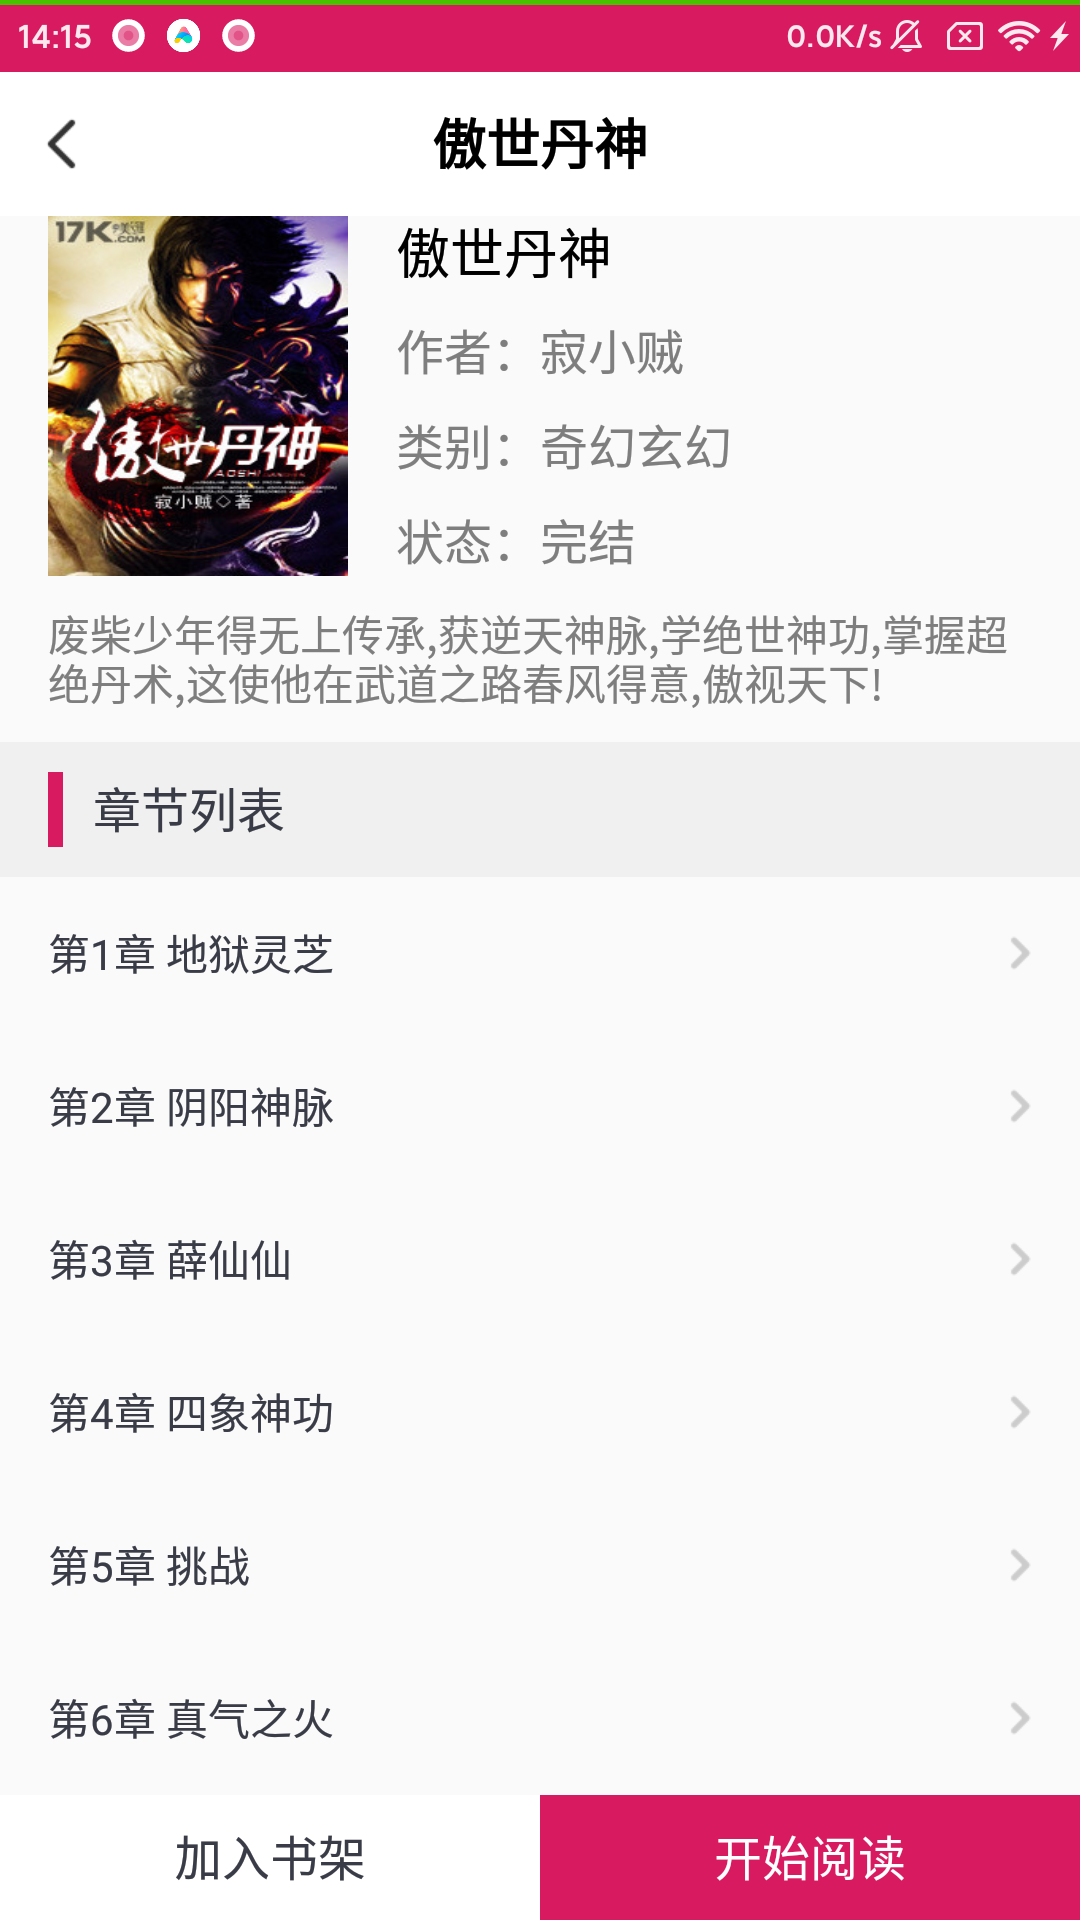 14:15
0.0K/s
傲世丹神
17K.COM
傲世丹神
寂小贼◇著
傲世丹神
作者：寂小贼
类别：奇幻玄幻
状态：完结
废柴少年得无上传承,获逆天神脉,学绝世神功,掌握超
绝丹术,这使他在武道之路春风得意,傲视天下!
章节列表
第1章 地狱灵芝
第2章 阴阳神脉
第3章 薛仙仙
第4章 四象神功
第5章 挑战
第6章 真气之火
加入书架
开始阅读